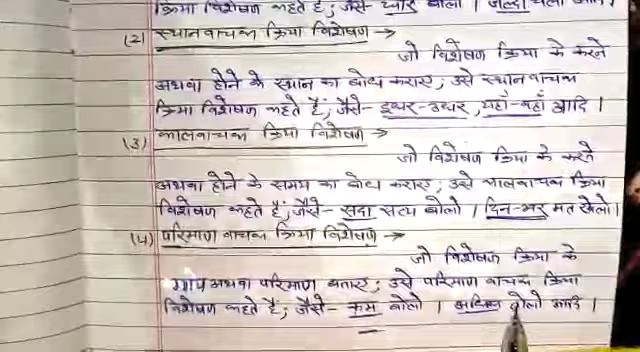 क्रिया विशेषण कहते हैं; जैसे- प्यार बोलो । जल्दी चलो आदि।
(2) स्थानवाचक क्रिया विशेषण →
जो विशेषण क्रिया के करने
अथवा होने के स्थान का बोध कराए, उसे स्थान वाचक
क्रिया विशेषण कहते हैं; जैसे- इधर-उधर, यहाँ-वहाँ आदि ।
(3) कालवाचक क्रिया विशेषण →
जो विशेषण क्रिया के करने
अथवा होने के समय का बोध कराए, उसे कालवाचक क्रिया
विशेषण कहते हैं; जैसे- सदा सत्य बोलो । दिन-भर मत खेलो।
(4) परिमाण वाचक क्रिया विशेषण →
जो विशेषण क्रिया के
माप अथवा परिमाण बताए; उसे परिमाण वाचक क्रिया
विशेषण कहते हैं; जैसे- कम बोलो । अधिक तोलो आदि ।